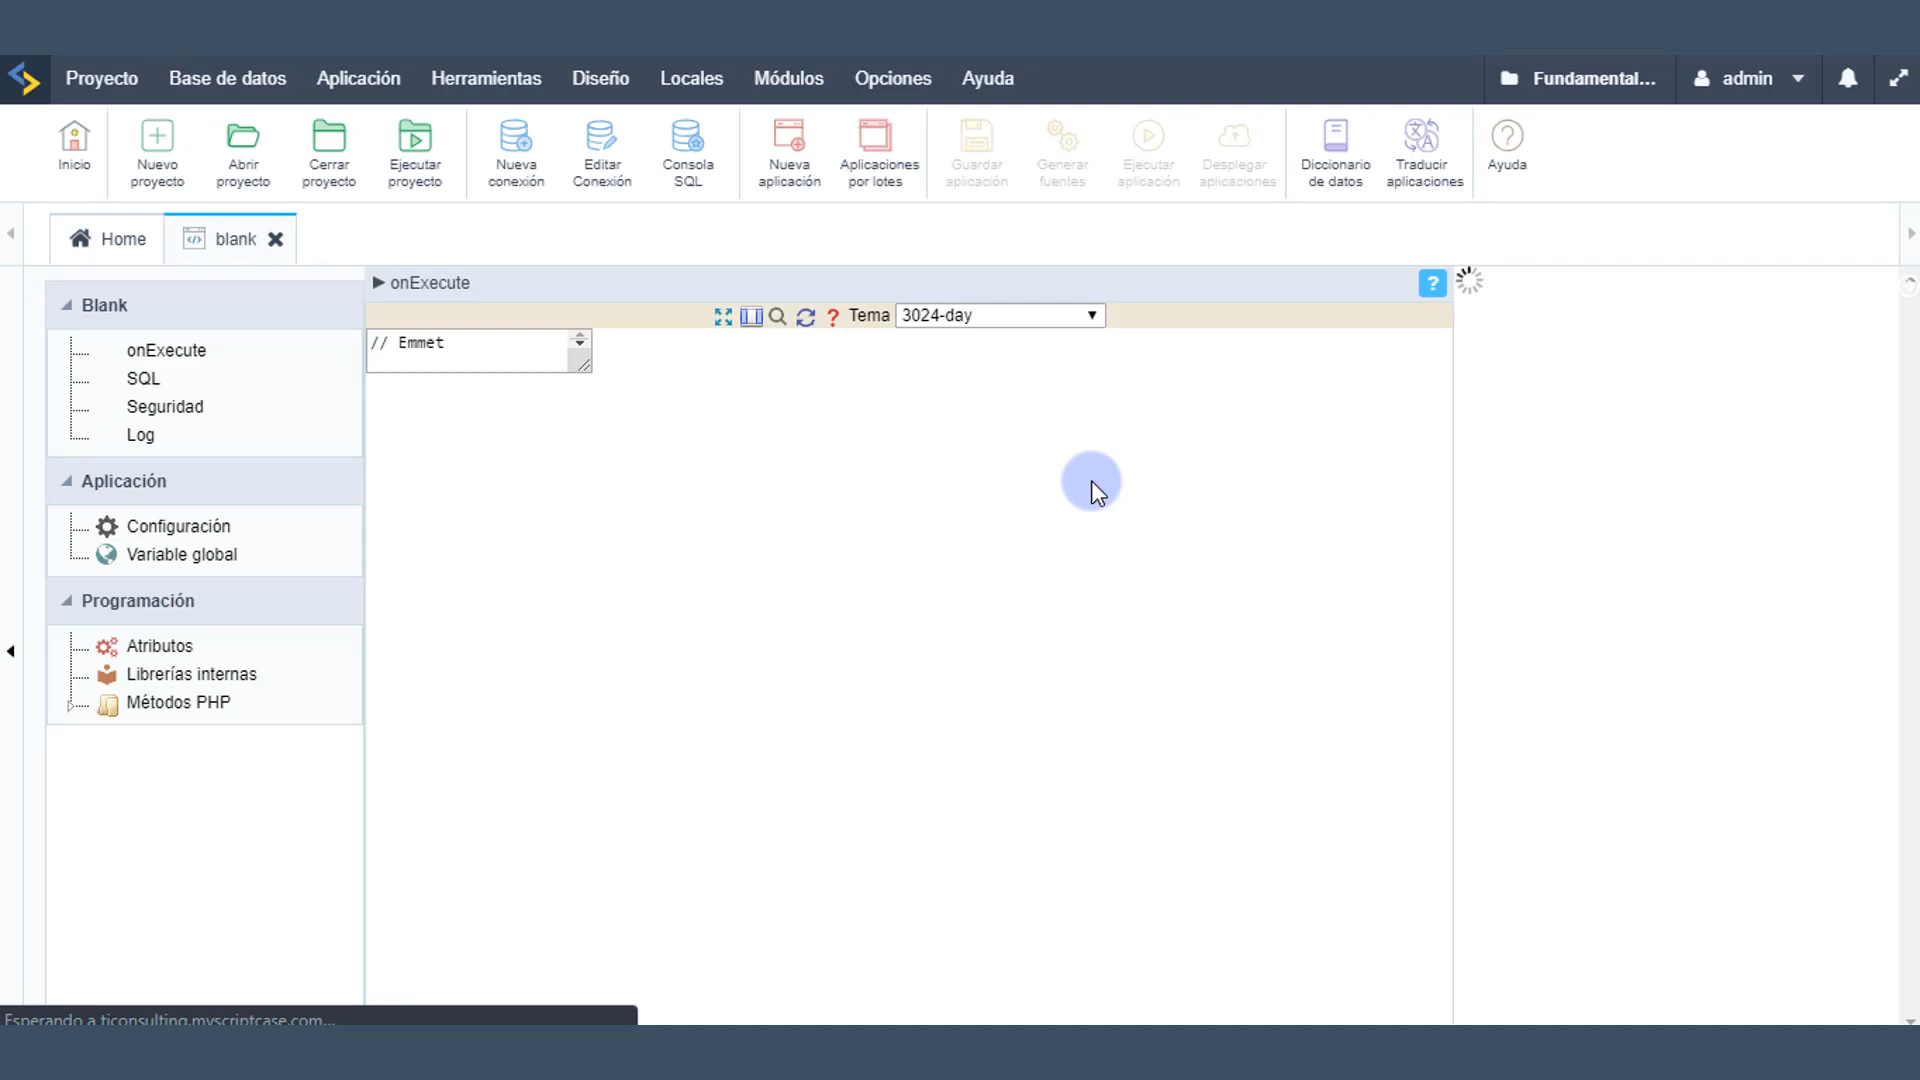 Proyecto Base de datos Aplicación Herramientas Diseño Locales Módulos Opciones Ayuda Fundamental... admin
Inicio
Nuevo proyecto
Abrir proyecto
Cerrar proyecto
Ejecutar proyecto
Nueva conexión
Editar Conexión
Consola SQL
Nueva aplicación
Aplicaciones por lotes
Guardar aplicación
Generar fuentes
Ejecutar aplicación
Desplegar aplicaciones
Diccionario de datos
Traducir aplicaciones
Ayuda
Home blank
Blank
onExecute
SQL
Seguridad
Log
Aplicación
Configuración
Variable global
Programación
Atributos
Librerías internas
Métodos PHP
onExecute ?
? Tema 3024-day
// Emmet
Esperando a ticonsulting.myscriptcase.com...